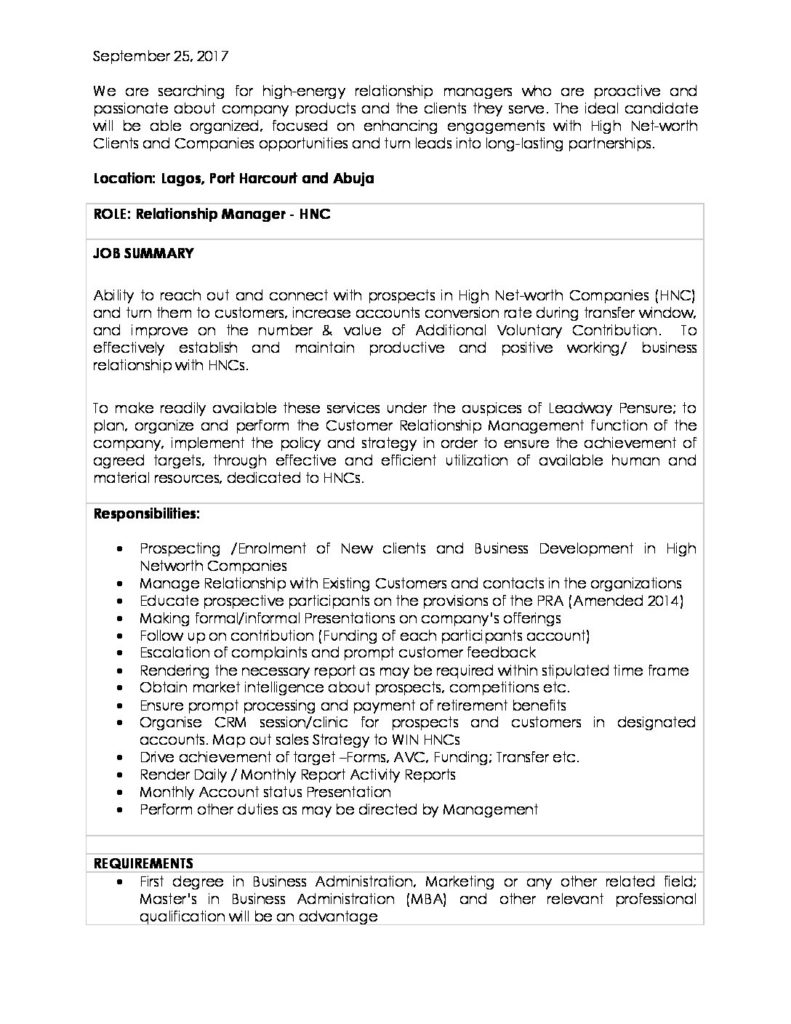 September 25, 2017
We are searching for high-energy relationship managers who are proactive and
passionate about company products and the clients they serve. The ideal candidate
will be able organized, focused on enhancing engagements with High Net-worth
Clients and Companies opportunities and turn leads into long-lasting partnerships.
Location: Lagos, Port Harcourt and Abuja
ROLE: Relationship Manager - HNC
JOB SUMMARY
Ability to reach out and connect with prospects in High Net-worth Companies (HNC)
and turn them to customers, increase accounts conversion rate during transfer window,
and improve on the number & value of Additional Voluntary Contribution. To
effectively establish and maintain productive and positive working/ business
relationship with HNCs.
To make readily available these services under the auspices of Leadway Pensure; to
plan, organize and perform the Customer Relationship Management function of the
company, implement the policy and strategy in order to ensure the achievement of
agreed targets, through effective and efficient utilization of available human and
material resources, dedicated to HNCs.
Responsibilities:
• Prospecting /Enrolment of New clients and Business Development in High
Networth Companies
• Manage Relationship with Existing Customers and contacts in the organizations
• Educate prospective participants on the provisions of the PRA (Amended 2014)
• Making formal/informal Presentations on company's offerings
• Follow up on contribution (Funding of each participants account)
• Escalation of complaints and prompt customer feedback
• Rendering the necessary report as may be required within stipulated time frame
• Obtain market intelligence about prospects, competitions etc.
• Ensure prompt processing and payment of retirement benefits
• Organise CRM session/clinic for prospects and customers in designated
accounts. Map out sales Strategy to WIN HNCs
• Drive achievement of target –Forms, AVC, Funding; Transfer etc.
• Render Daily / Monthly Report Activity Reports
• Monthly Account status Presentation
• Perform other duties as may be directed by Management
REQUIREMENTS
• First degree in Business Administration, Marketing or any other related field;
Master's in Business Administration (MBA) and other relevant professional
qualification will be an advantage